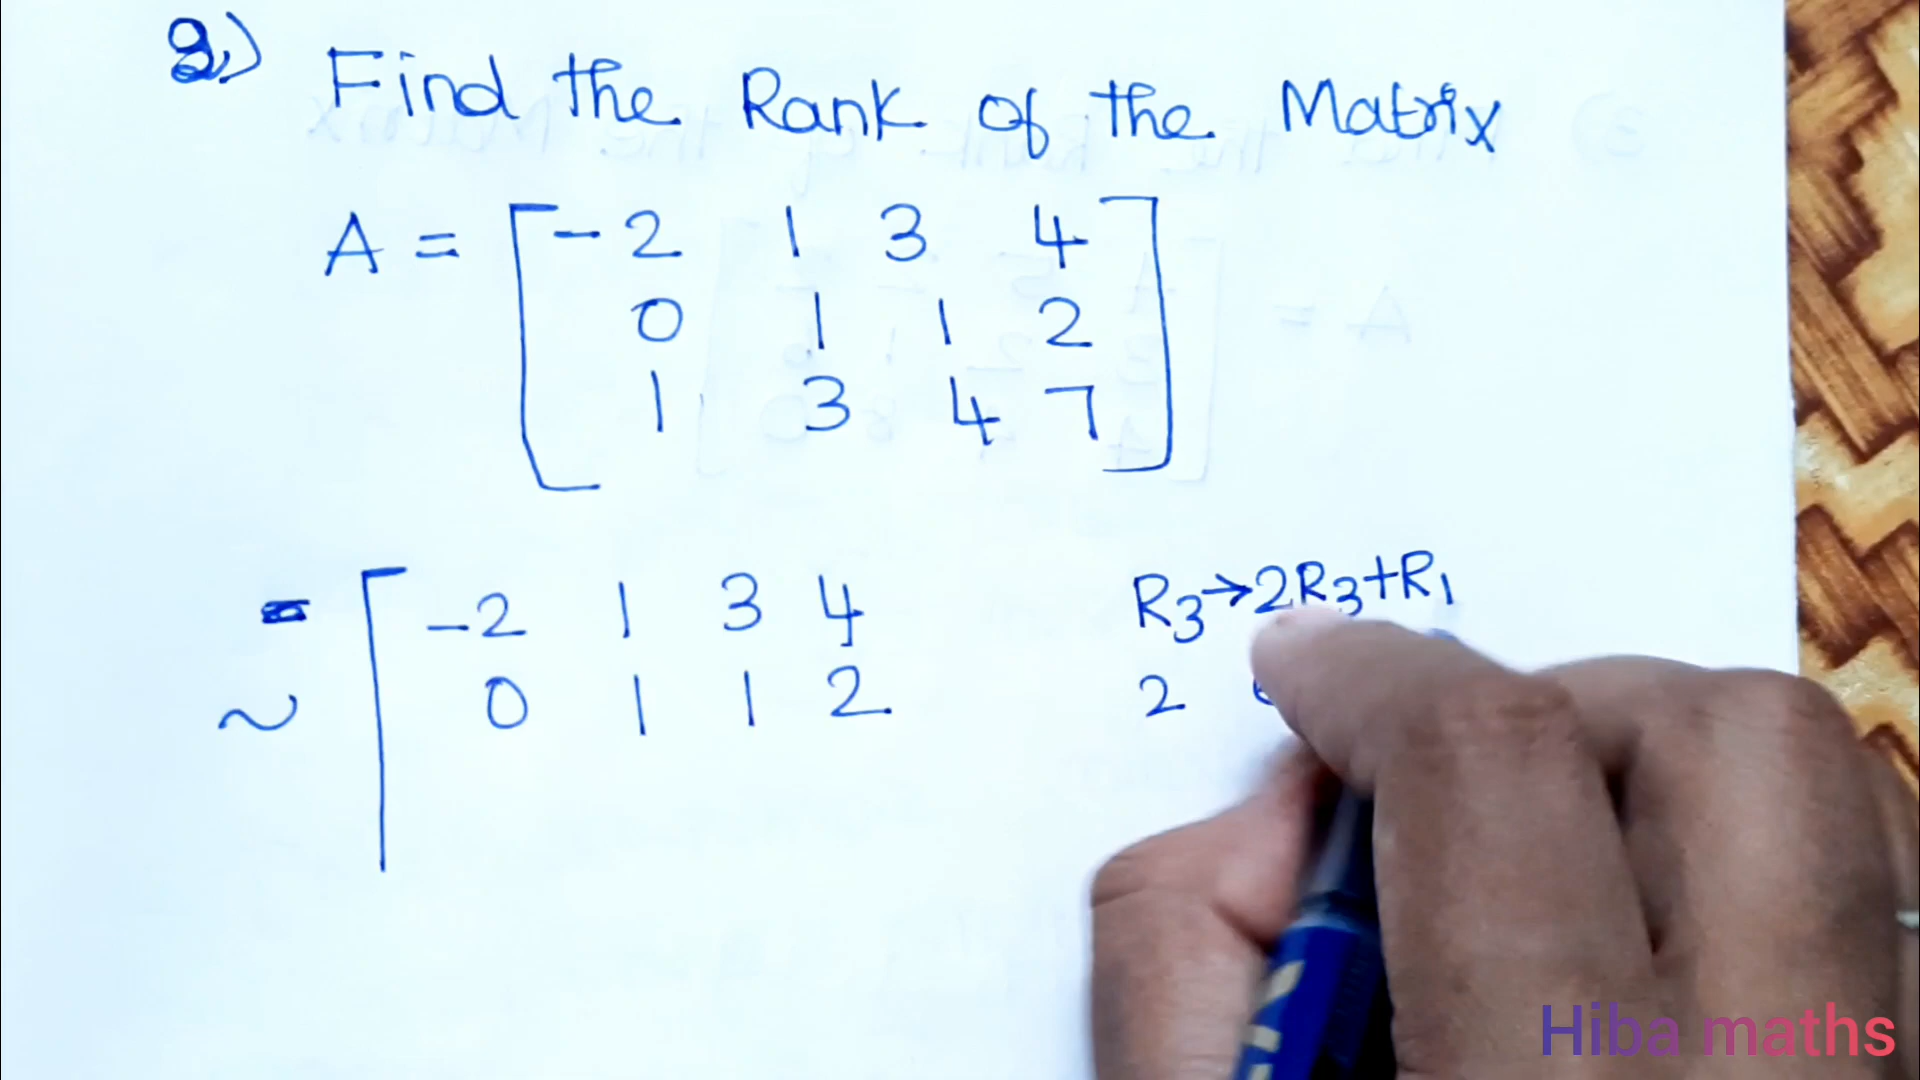 2.) Find the Rank of the Matrix
A = [ -2 1 3 4
0 1 1 2
1 3 4 7 ]
~ [ -2 1 3 4 R3→2R3+R1
0 1 1 2 2
Hiba maths